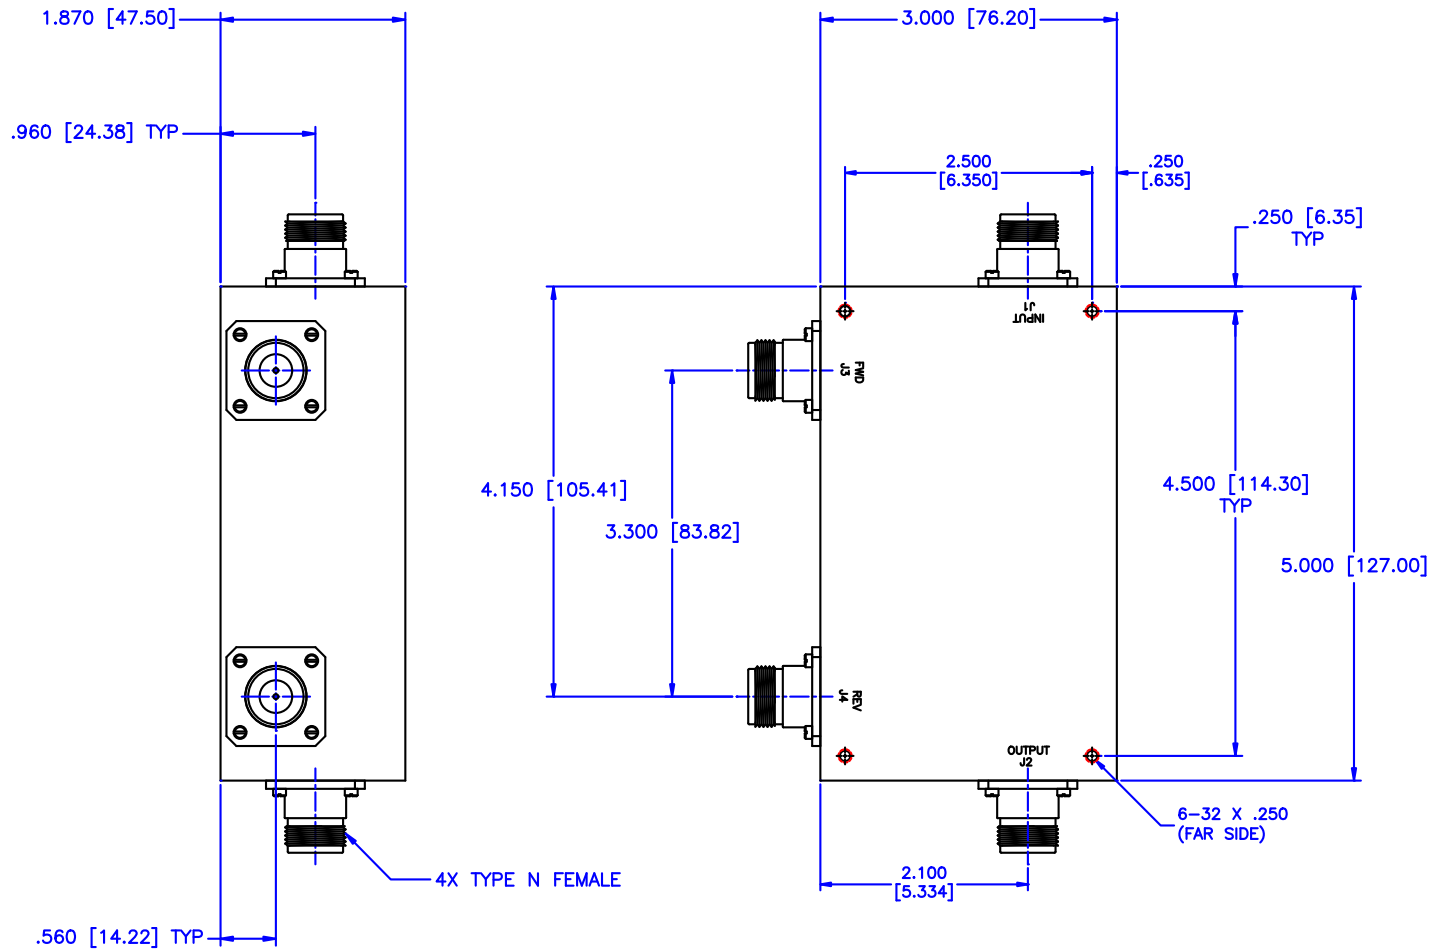 1.870 [47.50]
3.000 [76.20]
.960 [24.38] TYP
2.500
[6.350]
.250
[.635]
.250 [6.35]
TYP
INPUT
J1
FWD
J3
4.150 [105.41]
4.500 [114.30]
TYP
3.300 [83.82]
5.000 [127.00]
REV
J4
OUTPUT
J2
6-32 X .250
(FAR SIDE)
4X TYPE N FEMALE
2.100
[5.334]
.560 [14.22] TYP